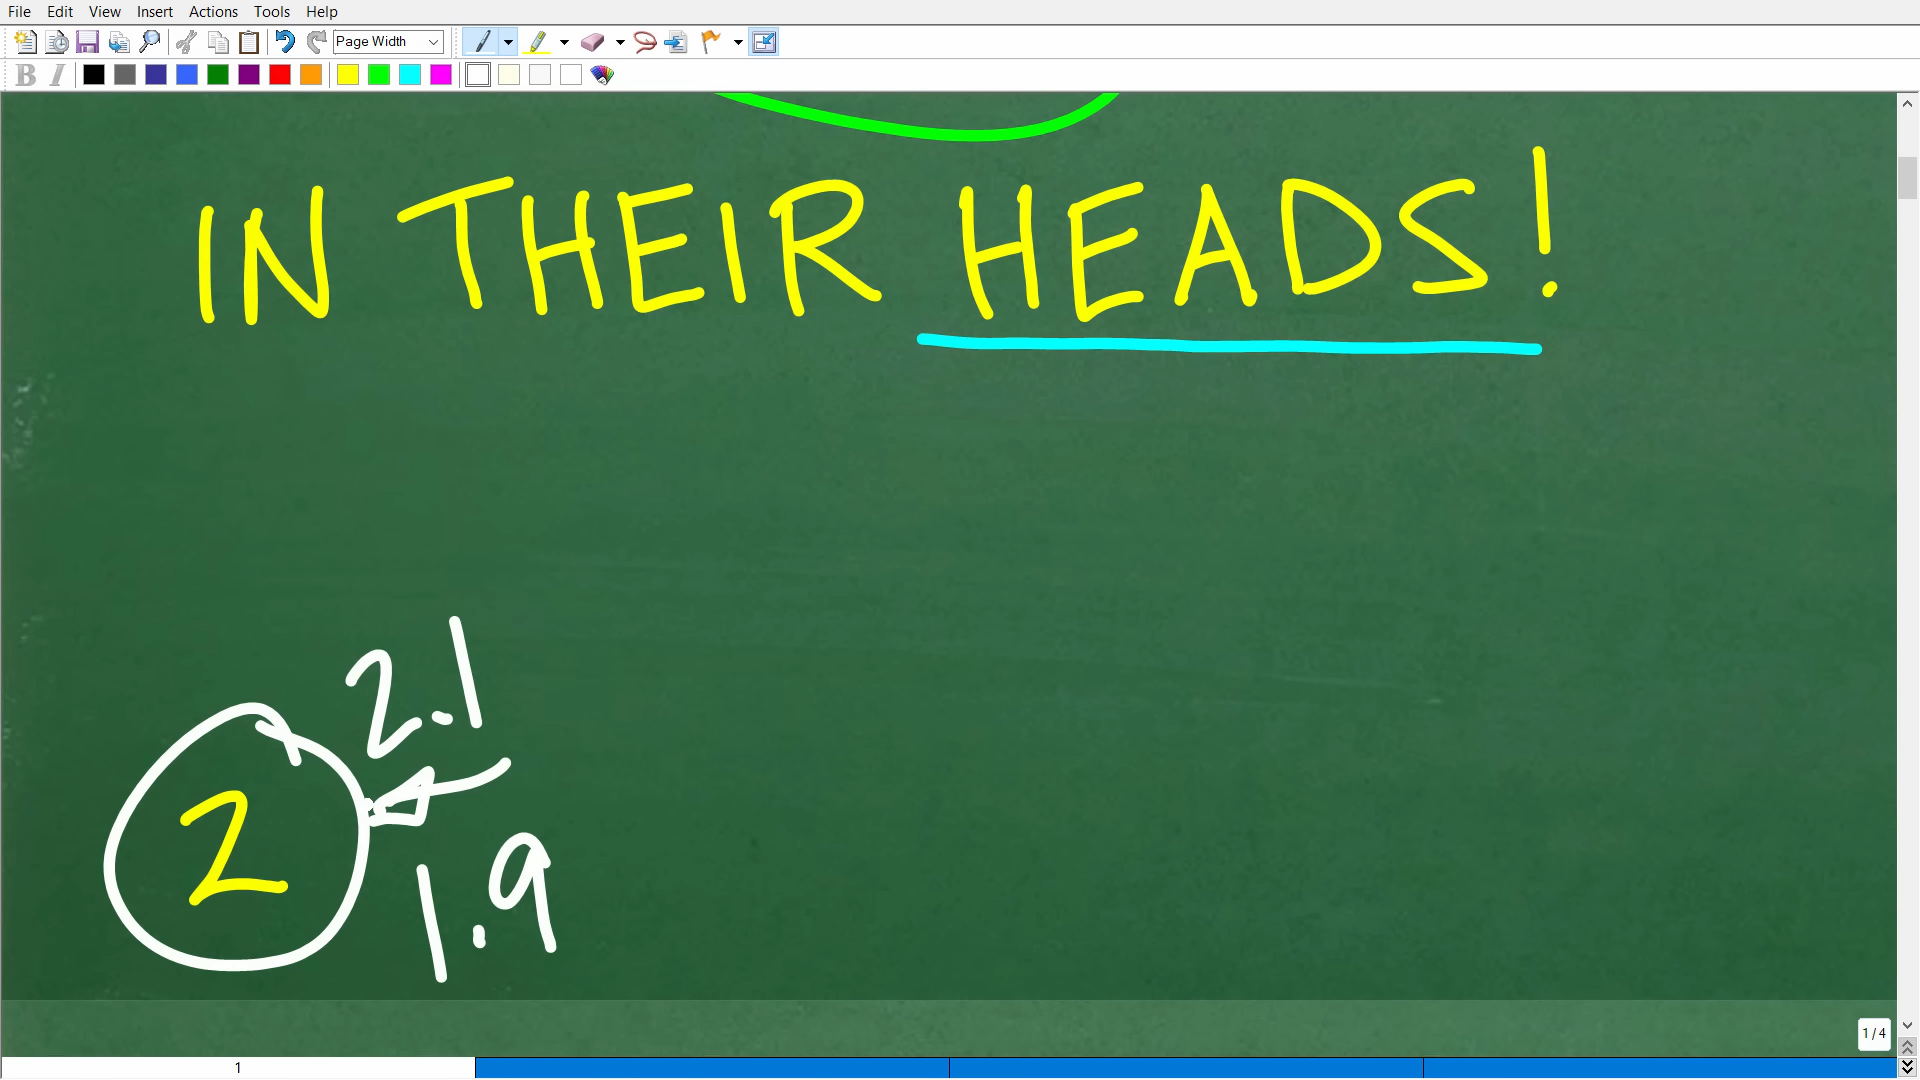 File Edit View Insert Actions Tools Help
Page Width
B I
IN THEIR HEADS!
2.1
2
1.9
1 / 4
1